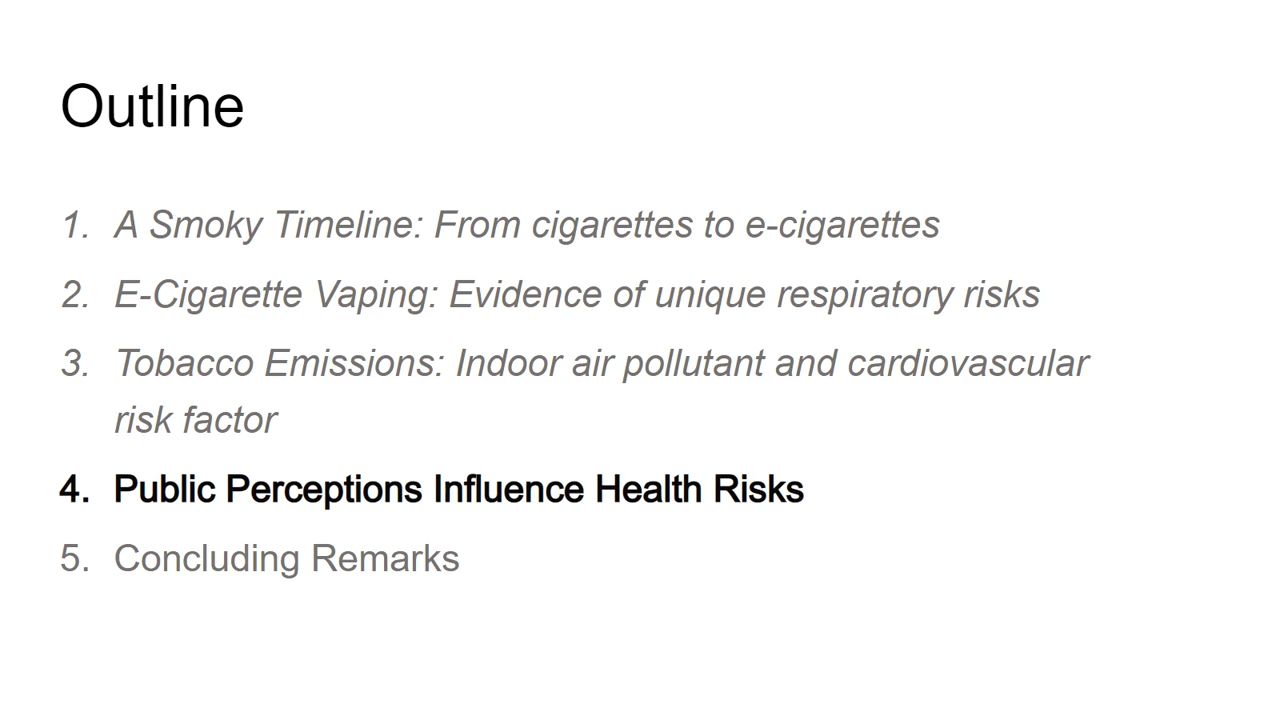 Outline
1. A Smoky Timeline: From cigarettes to e-cigarettes
2. E-Cigarette Vaping: Evidence of unique respiratory risks
3. Tobacco Emissions: Indoor air pollutant and cardiovascular
risk factor
4. Public Perceptions Influence Health Risks
5. Concluding Remarks